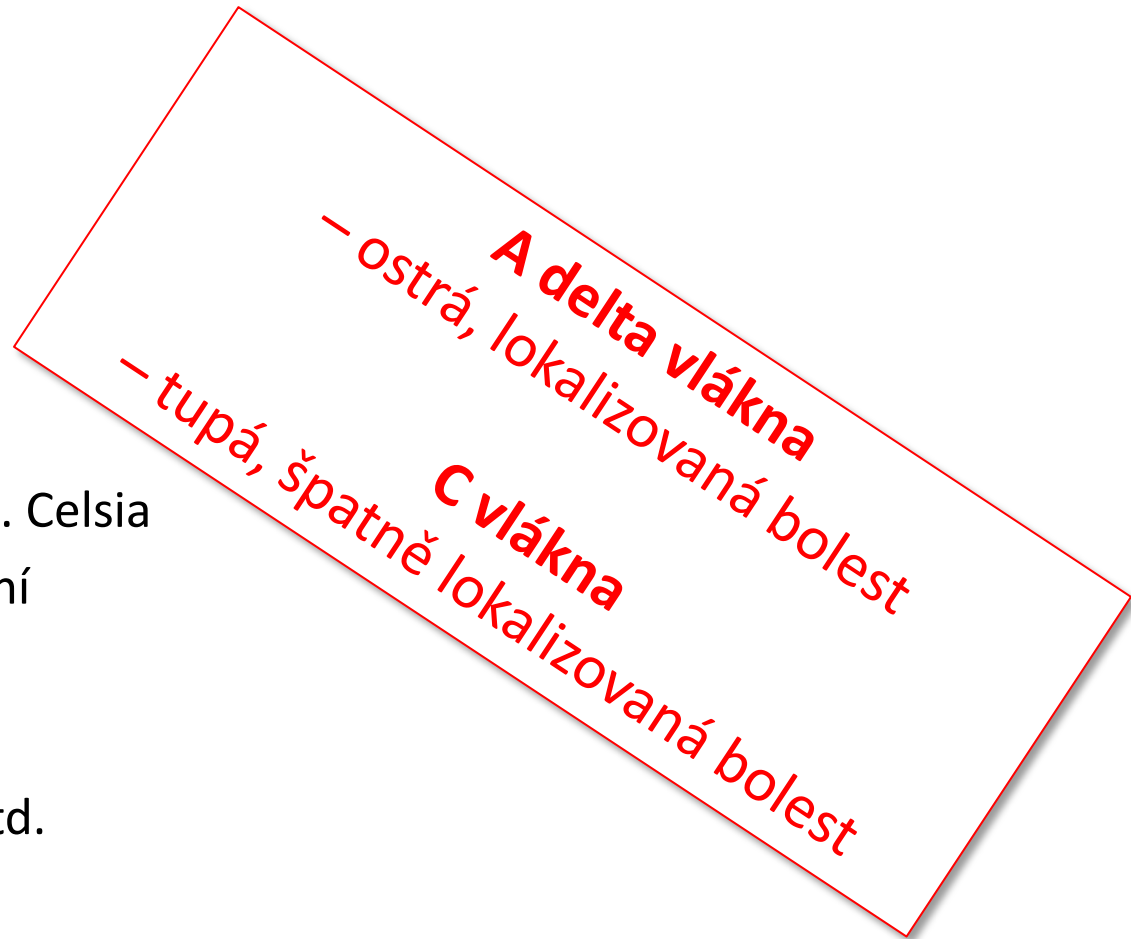 A delta vlákna
– ostrá, lokalizovaná bolest
C vlákna
– tupá, špatně lokalizovaná bolest
. Celsia
ní
td.